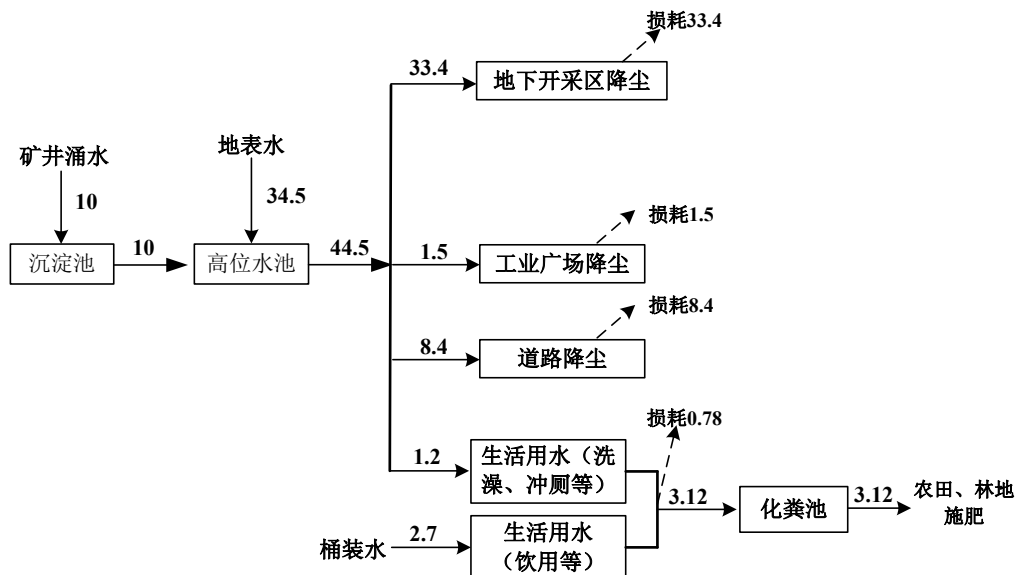 损耗33.4
33.4
地下开采区降尘
矿井涌水
地表水
10
34.5
损耗1.5
沉淀池
10
高位水池
44.5
1.5
工业广场降尘
损耗8.4
8.4
道路降尘
损耗0.78
1.2
生活用水（洗
澡、冲厕等）
3.12
化粪池
3.12
农田、林地
施肥
桶装水
2.7
生活用水
（饮用等）